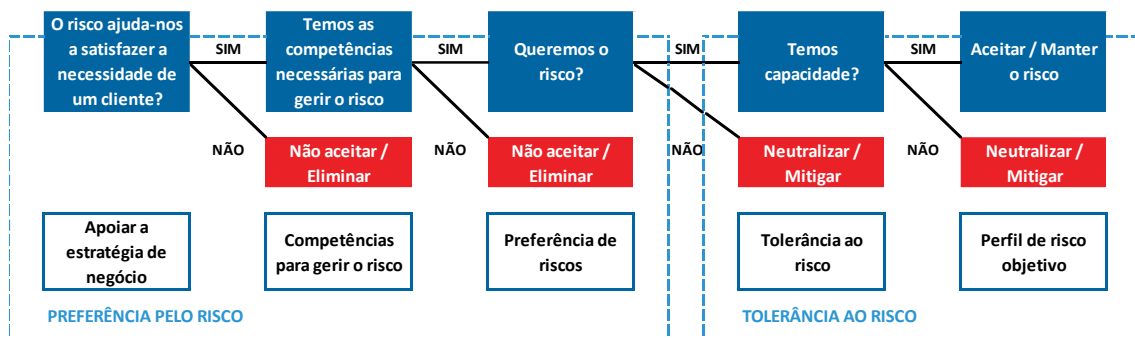 O risco ajuda-nos
a satisfazer a
necessidade de
um cliente?
SIM
Temos as
competências
necessárias para
gerir o risco
SIM
Queremos o
risco?
SIM
Temos
capacidade?
SIM
Aceitar / Manter
o risco
NÃO
Não aceitar /
Eliminar
NÃO
Não aceitar /
Eliminar
NÃO
Neutralizar /
Mitigar
NÃO
Neutralizar /
Mitigar
Apoiar a
estratégia de
negócio
Competências
para gerir o risco
Preferência de
riscos
Tolerância ao
risco
Perfil de risco
objetivo
PREFERÊNCIA PELO RISCO
TOLERÂNCIA AO RISCO